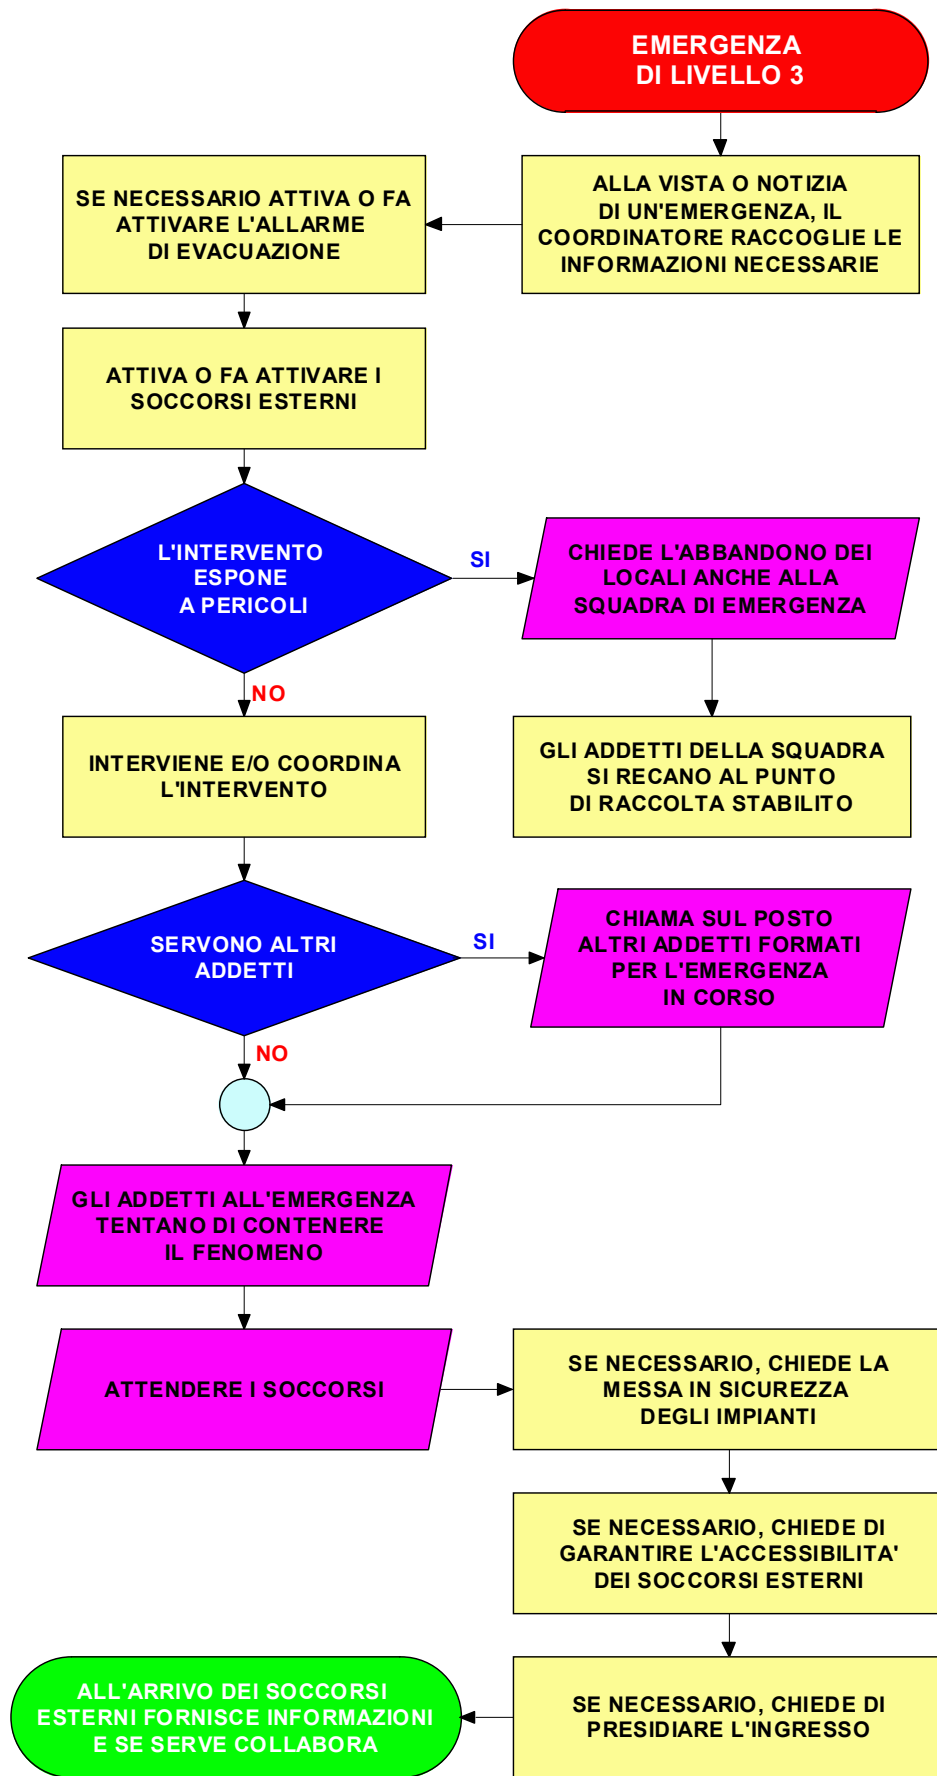 EMERGENZA
DI LIVELLO 3
ALLA VISTA O NOTIZIA
DI UN'EMERGENZA, IL
COORDINATORE RACCOGLIE LE
INFORMAZIONI NECESSARIE
SE NECESSARIO ATTIVA O FA
ATTIVARE L'ALLARME
DI EVACUAZIONE
ATTIVA O FA ATTIVARE I
SOCCORSI ESTERNI
L'INTERVENTO
ESPONE
A PERICOLI
SI
CHIEDE L'ABBANDONO DEI
LOCALI ANCHE ALLA
SQUADRA DI EMERGENZA
GLI ADDETTI DELLA SQUADRA
SI RECANO AL PUNTO
DI RACCOLTA STABILITO
NO
INTERVIENE E/O COORDINA
L'INTERVENTO
SERVONO ALTRI
ADDETTI
SI
CHIAMA SUL POSTO
ALTRI ADDETTI FORMATI
PER L'EMERGENZA
IN CORSO
NO
GLI ADDETTI ALL'EMERGENZA
TENTANO DI CONTENERE
IL FENOMENO
ATTENDERE I SOCCORSI
SE NECESSARIO, CHIEDE LA
MESSA IN SICUREZZA
DEGLI IMPIANTI
SE NECESSARIO, CHIEDE DI
GARANTIRE L'ACCESSIBILITA'
DEI SOCCORSI ESTERNI
SE NECESSARIO, CHIEDE DI
PRESIDIARE L'INGRESSO
ALL'ARRIVO DEI SOCCORSI
ESTERNI FORNISCE INFORMAZIONI
E SE SERVE COLLABORA